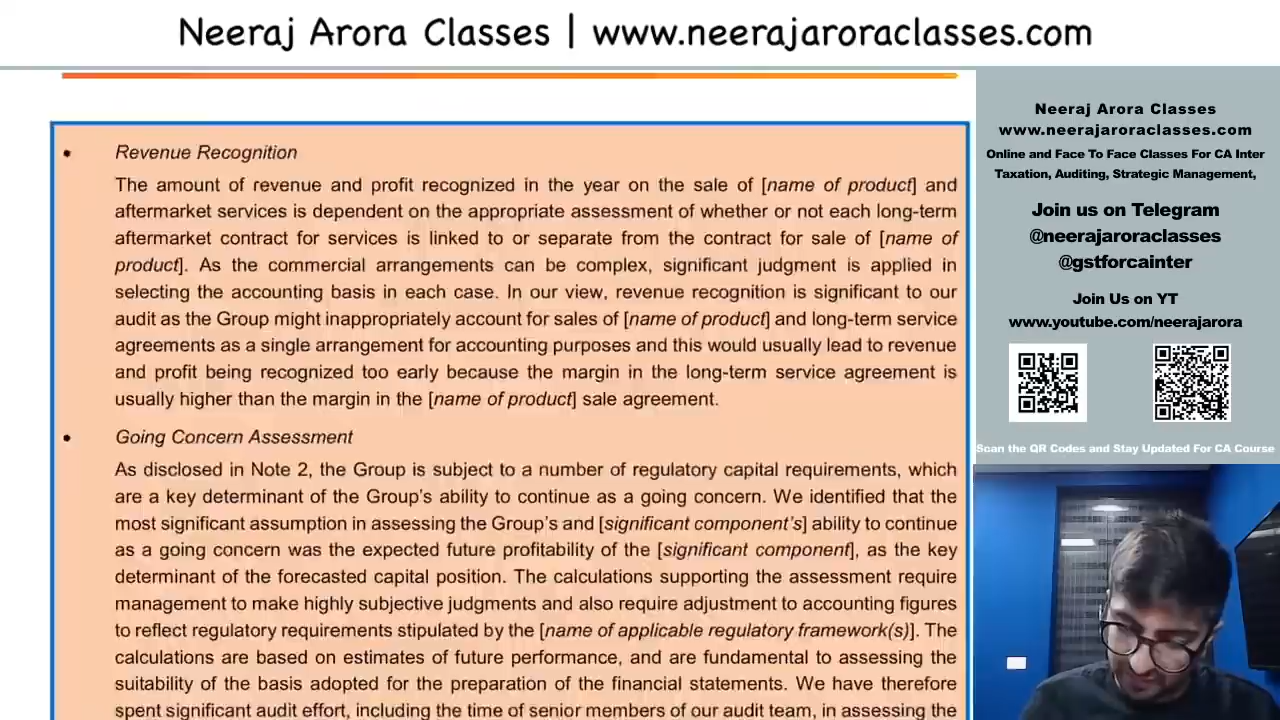 Neeraj Arora Classes | www.neerajaroraclasses.com
• Revenue Recognition
The amount of revenue and profit recognized in the year on the sale of [name of product] and
aftermarket services is dependent on the appropriate assessment of whether or not each long-term
aftermarket contract for services is linked to or separate from the contract for sale of [name of
product]. As the commercial arrangements can be complex, significant judgment is applied in
selecting the accounting basis in each case. In our view, revenue recognition is significant to our
audit as the Group might inappropriately account for sales of [name of product] and long-term service
agreements as a single arrangement for accounting purposes and this would usually lead to revenue
and profit being recognized too early because the margin in the long-term service agreement is
usually higher than the margin in the [name of product] sale agreement.
• Going Concern Assessment
As disclosed in Note 2, the Group is subject to a number of regulatory capital requirements, which
are a key determinant of the Group's ability to continue as a going concern. We identified that the
most significant assumption in assessing the Group's and [significant component's] ability to continue
as a going concern was the expected future profitability of the [significant component], as the key
determinant of the forecasted capital position. The calculations supporting the assessment require
management to make highly subjective judgments and also require adjustment to accounting figures
to reflect regulatory requirements stipulated by the [name of applicable regulatory framework(s)]. The
calculations are based on estimates of future performance, and are fundamental to assessing the
suitability of the basis adopted for the preparation of the financial statements. We have therefore
spent significant audit effort, including the time of senior members of our audit team, in assessing the
Neeraj Arora Classes
www.neerajaroraclasses.com
Online and Face To Face Classes For CA Inter
Taxation, Auditing, Strategic Management,
Join us on Telegram
@neerajaroraclasses
@gstforcainter
Join Us on YT
www.youtube.com/neerajarora
Scan the QR Codes and Stay Updated For CA Course